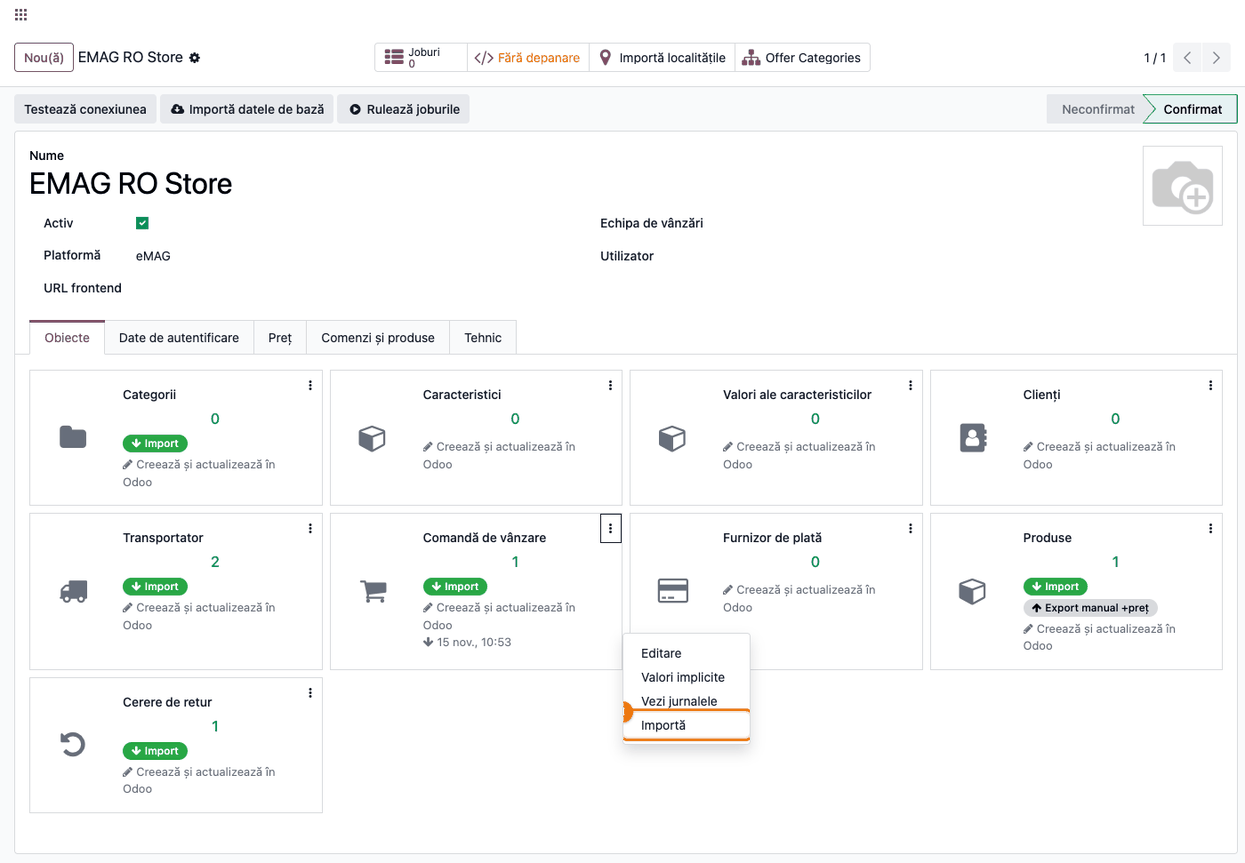 Nou(ă)
EMAG RO Store
Joburi
0
Fără depanare
Importă localitățile
Offer Categories
1 / 1
Testează conexiunea
Importă datele de bază
Rulează joburile
Neconfirmat
Confirmat
Nume
EMAG RO Store
Activ
Echipa de vânzări
Platformă
eMAG
Utilizator
URL frontend
Obiecte
Date de autentificare
Preț
Comenzi și produse
Tehnic
Categorii
0
Import
Creează și actualizează în
Odoo
Caracteristici
0
Creează și actualizează în
Odoo
Valori ale caracteristicilor
0
Creează și actualizează în
Odoo
Clienți
0
Creează și actualizează în
Odoo
Transportator
2
Import
Creează și actualizează în
Odoo
Comandă de vânzare
1
Import
Creează și actualizează în
Odoo
15 nov., 10:53
Furnizor de plată
0
Creează și actualizează în
Odoo
Produse
1
Import
Export manual +preț
Creează și actualizează în
Odoo
Editare
Valori implicite
Vezi jurnalele
Importă
Cerere de retur
1
Import
Creează și actualizează în
Odoo